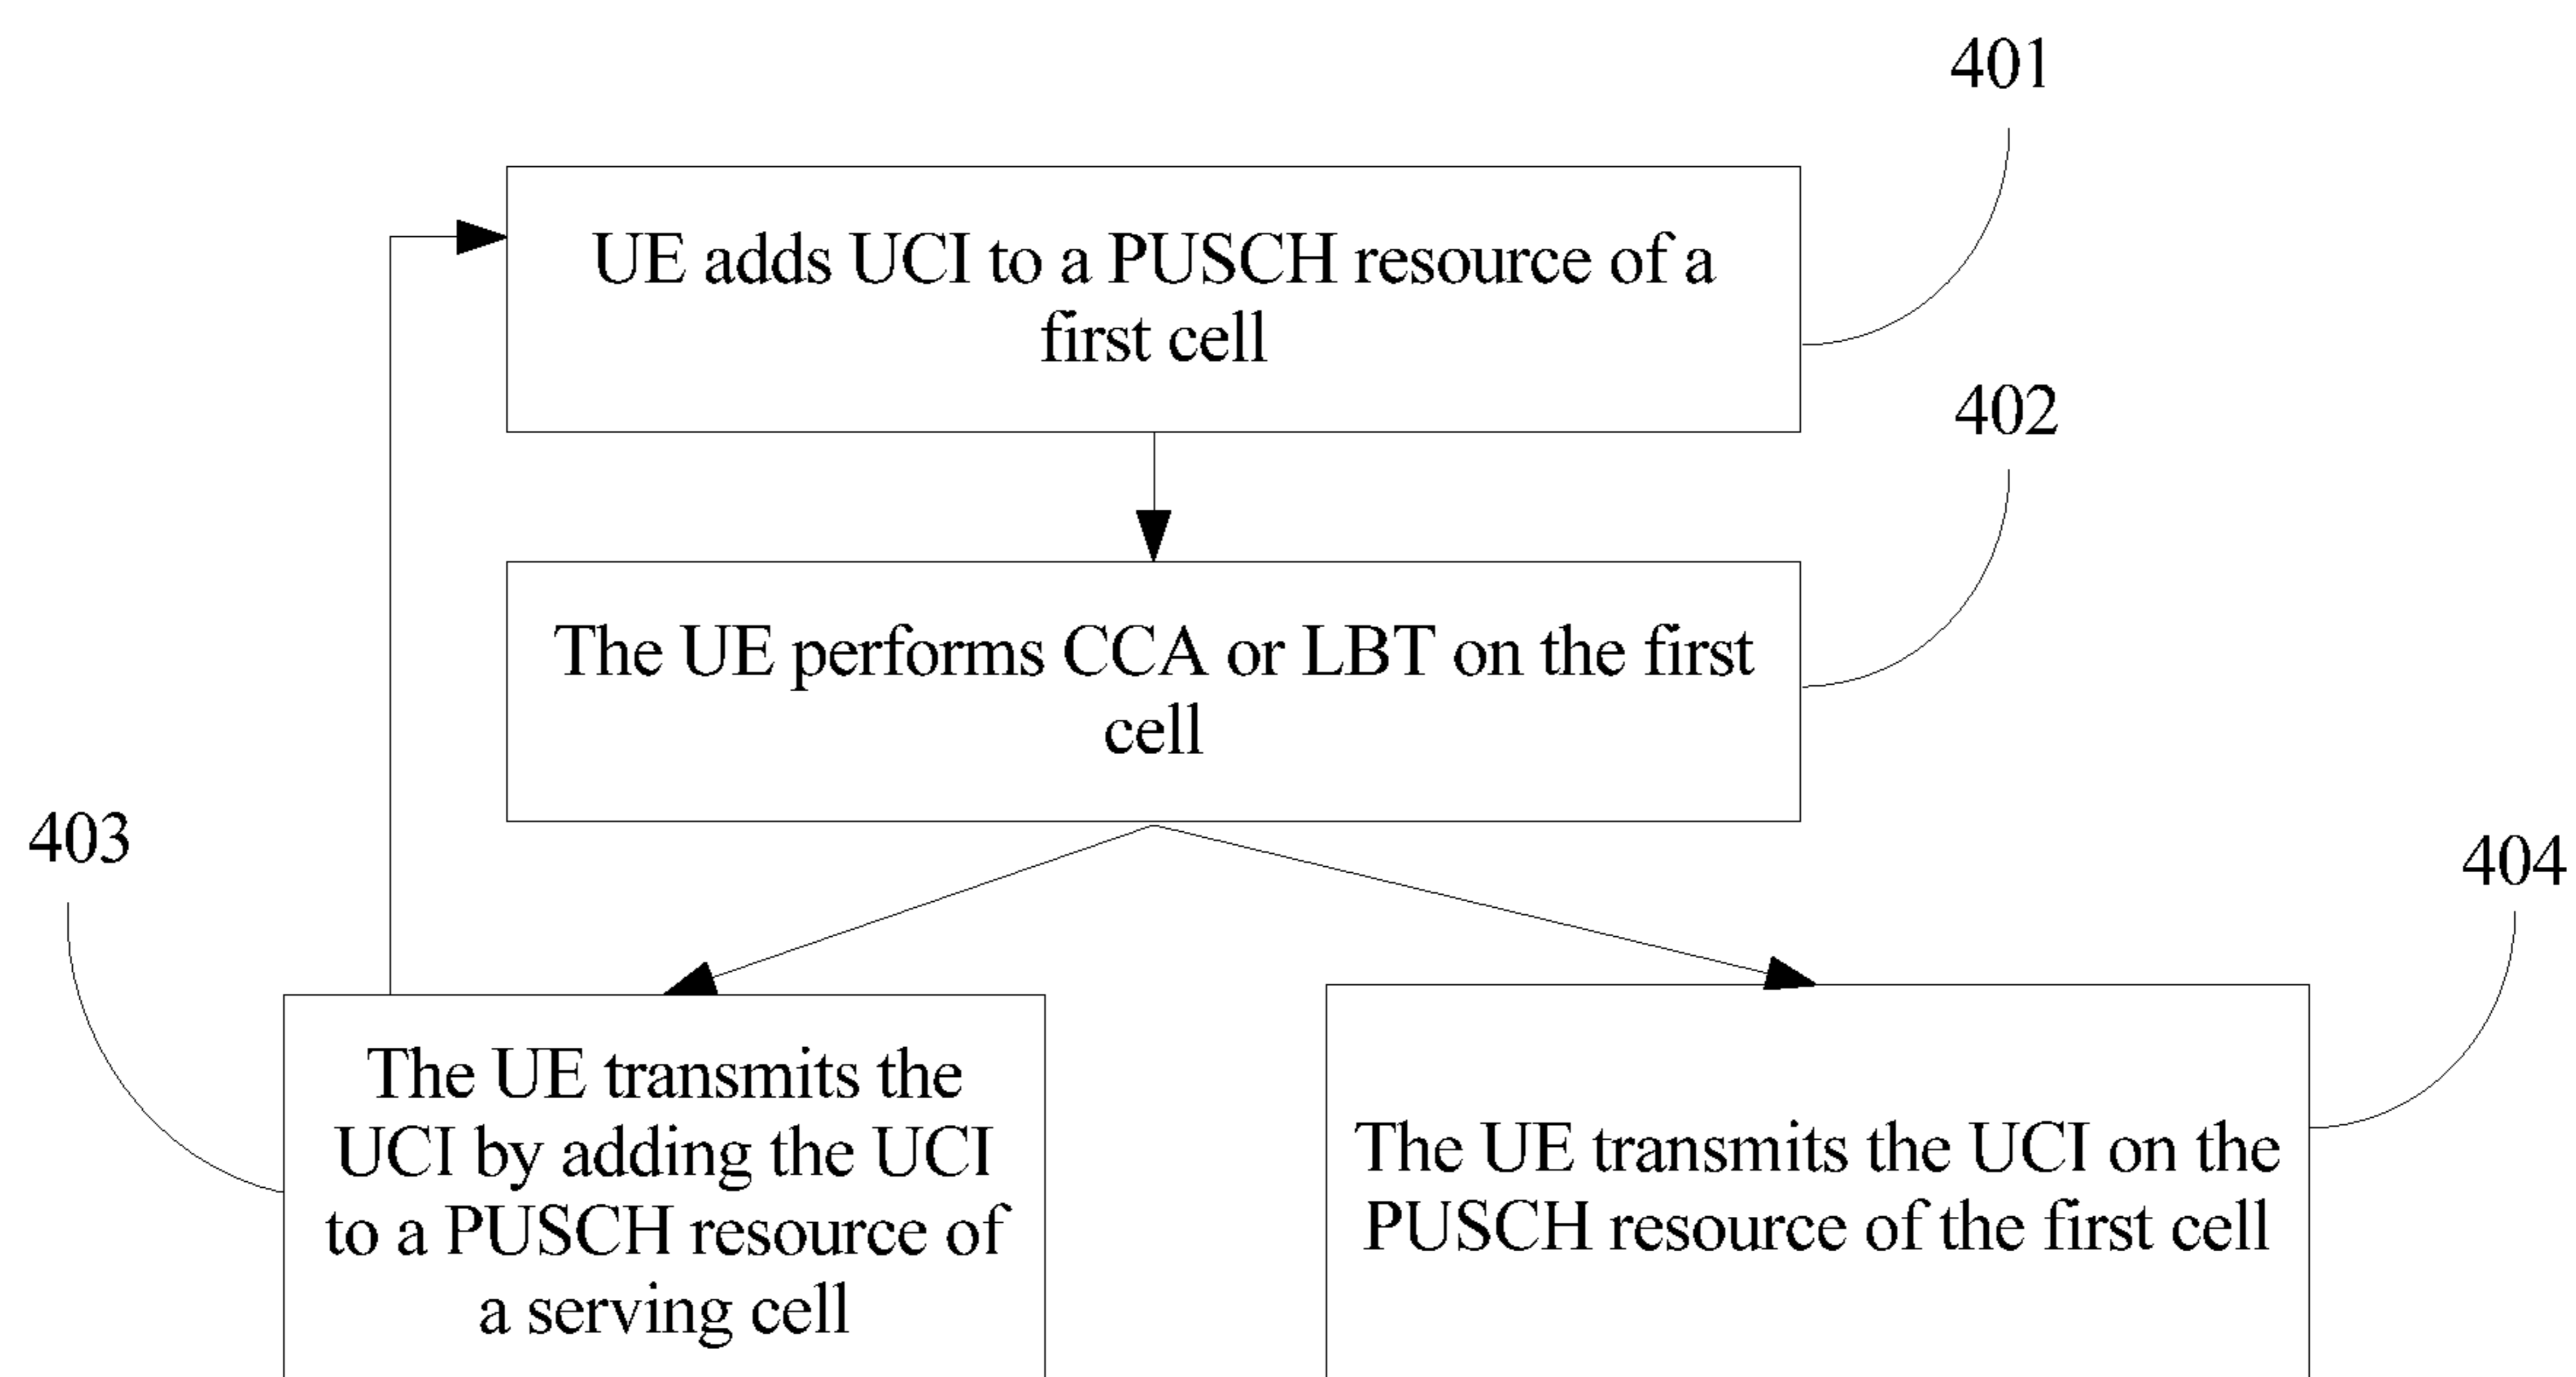 401
UE adds UCI to a PUSCH resource of a
first cell
402
The UE performs CCA or LBT on the first
cell
403
404
The UE transmits the
UCI by adding the UCI
to a PUSCH resource of
a serving cell
The UE transmits the UCI on the
PUSCH resource of the first cell